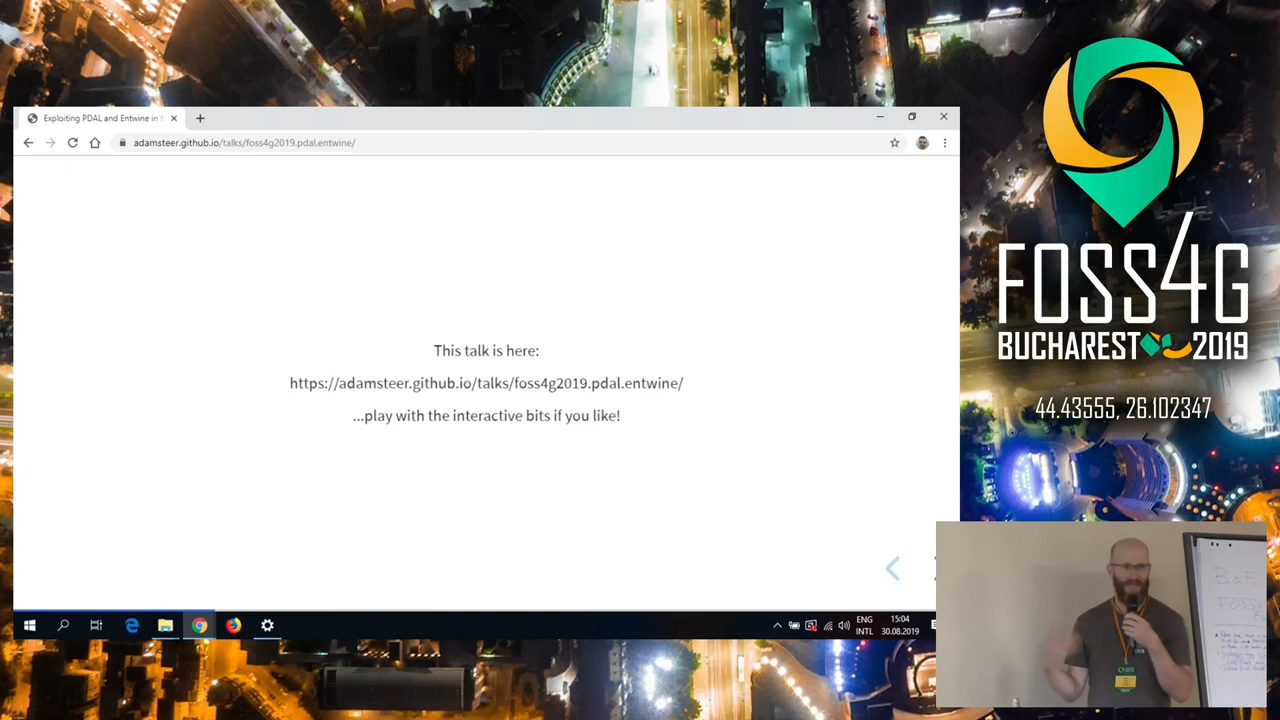 Exploiting PDAL and Entwine in t
adamsteer.github.io/talks/foss4g2019.pdal.entwine/
This talk is here:
https://adamsteer.github.io/talks/foss4g2019.pdal.entwine/
...play with the interactive bits if you like!
ENG
INTL
15:04
30.08.2019
FOSS4G
BUCHAREST 2019
44.43555, 26.102347
BoF